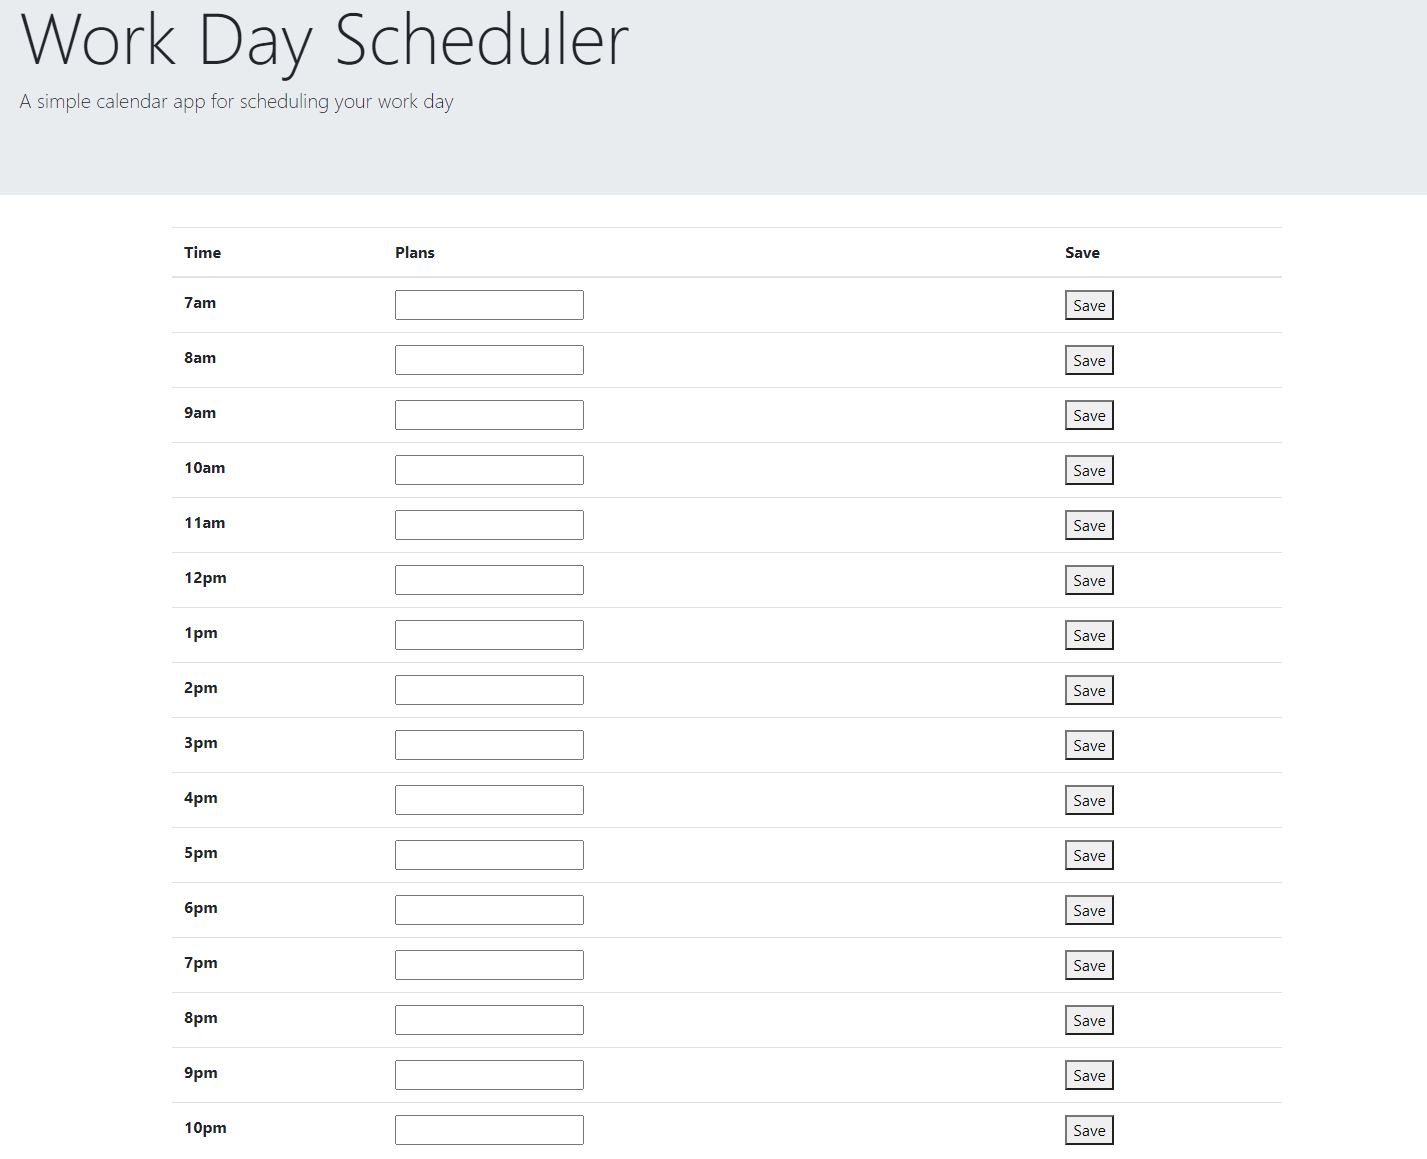 Work Day Scheduler
A simple calendar app for scheduling your work day
Time Plans Save
7am Save
8am Save
9am Save
10am Save
11am Save
12pm Save
1pm Save
2pm Save
3pm Save
4pm Save
5pm Save
6pm Save
7pm Save
8pm Save
9pm Save
10pm Save